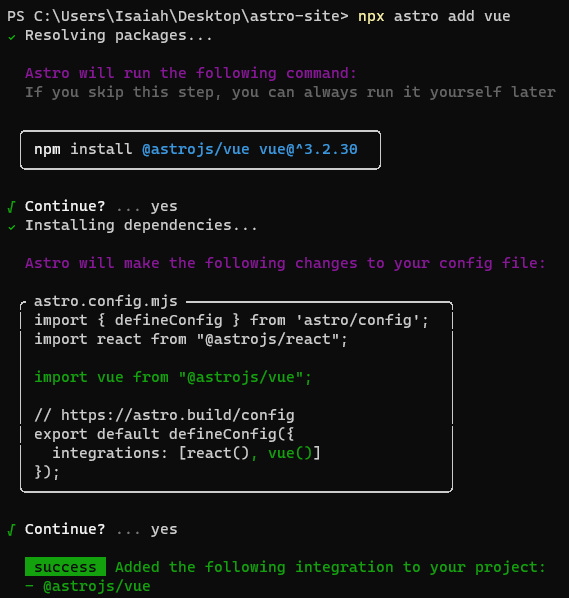 PS C:\Users\Isaiah\Desktop\astro-site> npx astro add vue
✓ Resolving packages...
Astro will run the following command:
If you skip this step, you can always run it yourself later
npm install @astrojs/vue vue@^3.2.30
√ Continue? ... yes
✓ Installing dependencies...
Astro will make the following changes to your config file:
astro.config.mjs
import { defineConfig } from 'astro/config';
import react from "@astrojs/react";
import vue from "@astrojs/vue";
// https://astro.build/config
export default defineConfig({
  integrations: [react(), vue()]
});
√ Continue? ... yes
success Added the following integration to your project:
- @astrojs/vue